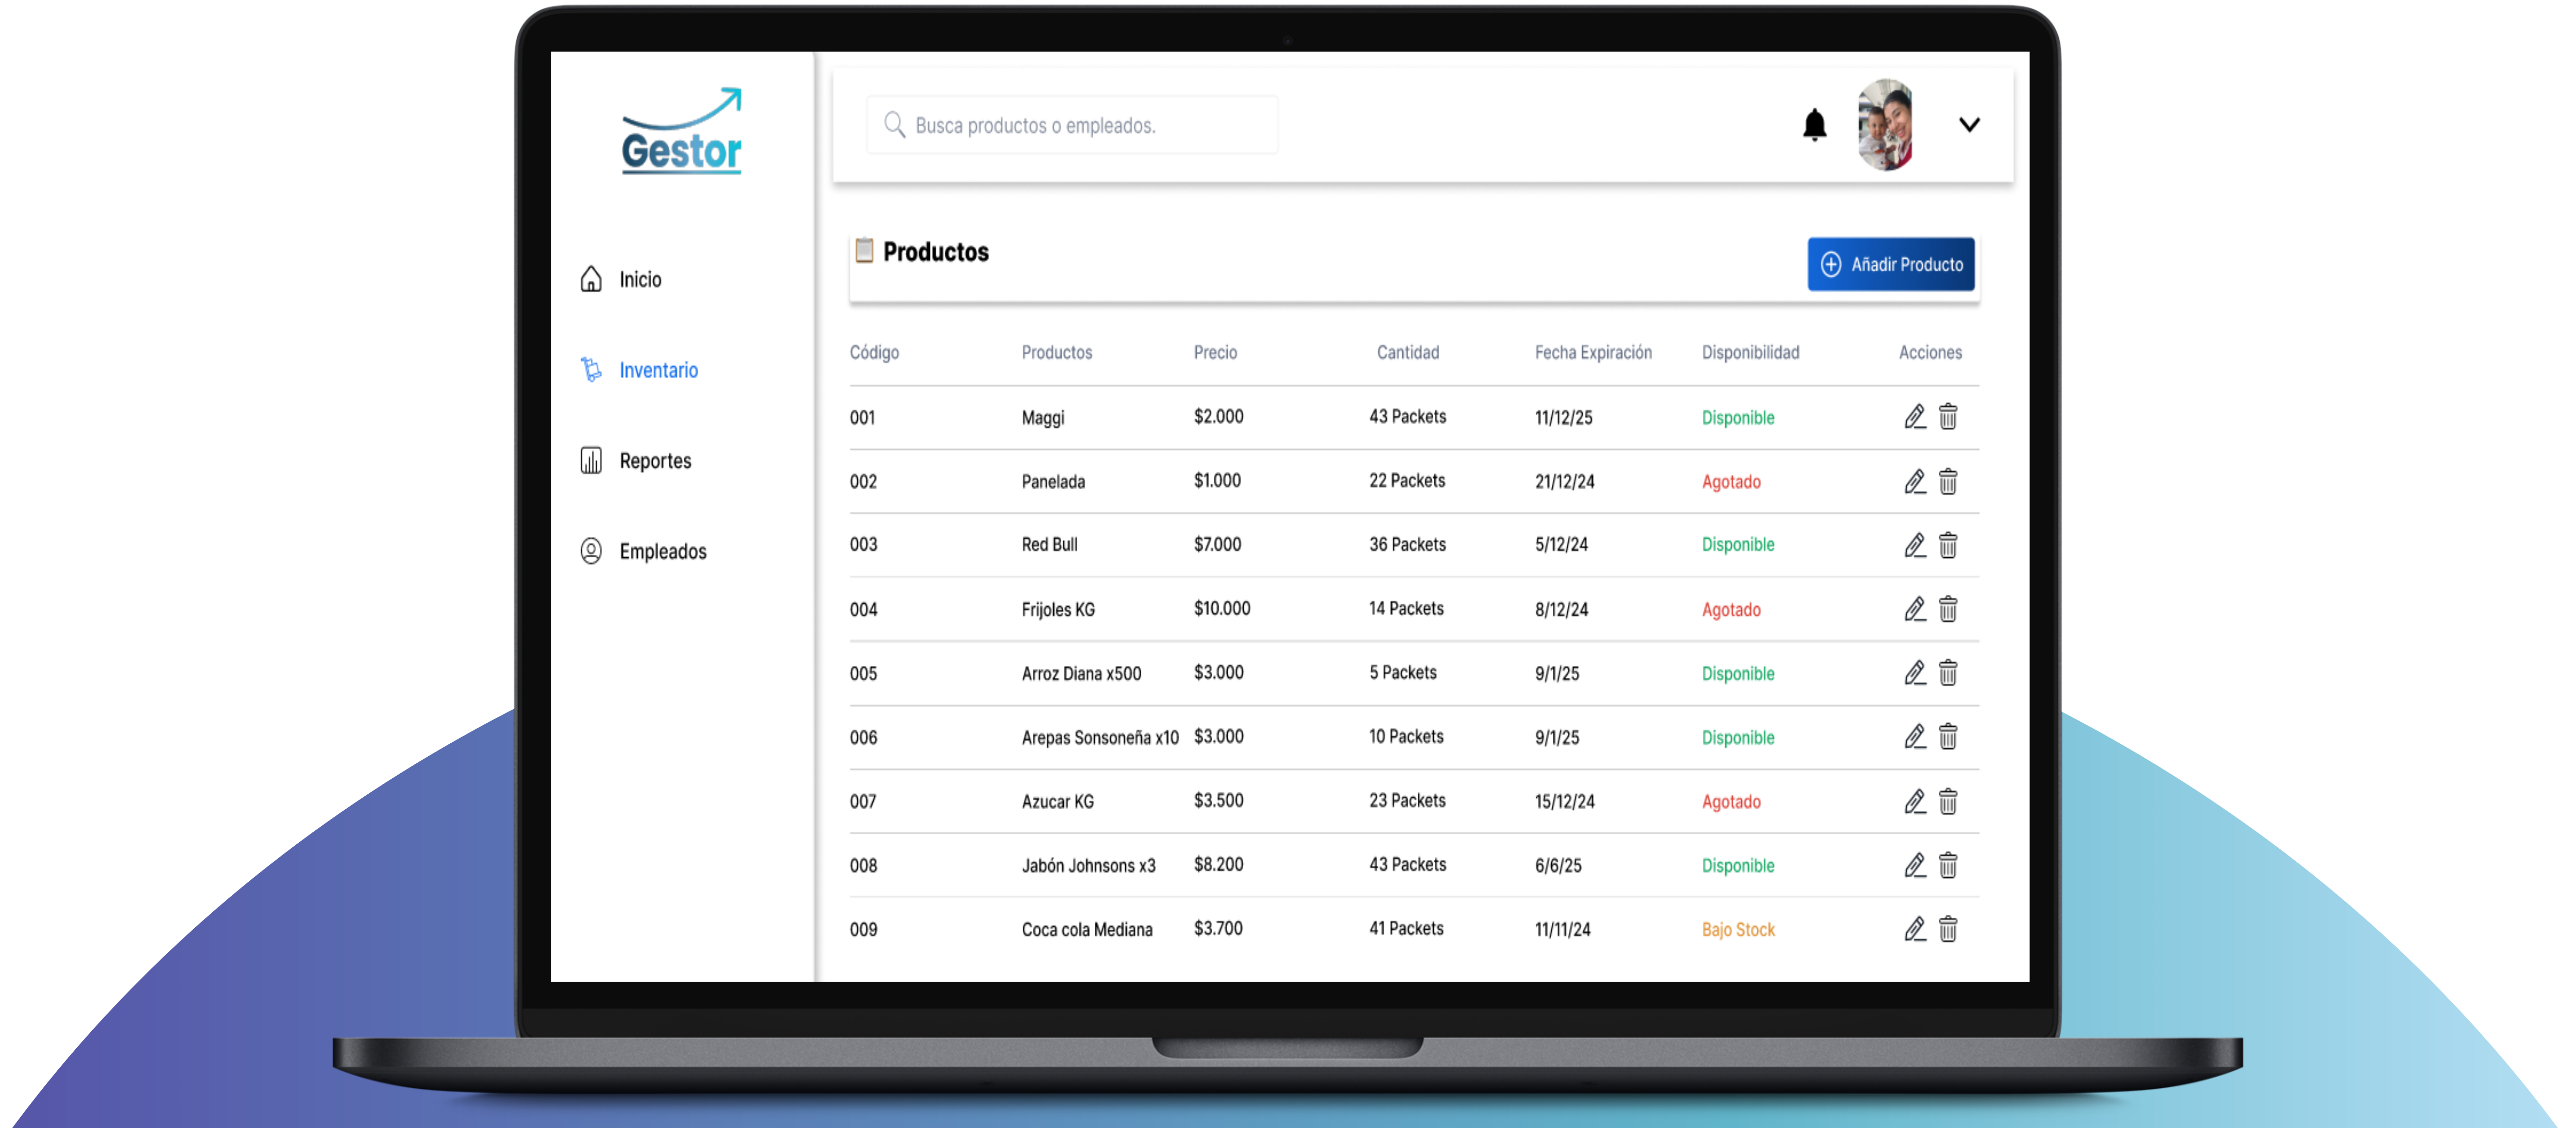 Gestor
Busca productos o empleados.
Inicio
Inventario
Reportes
Empleados
Productos
Añadir Producto
Código Productos Precio Cantidad Fecha Expiración Disponibilidad Acciones
001 Maggi $2.000 43 Packets 11/12/25 Disponible
002 Panelada $1.000 22 Packets 21/12/24 Agotado
003 Red Bull $7.000 36 Packets 5/12/24 Disponible
004 Frijoles KG $10.000 14 Packets 8/12/24 Agotado
005 Arroz Diana x500 $3.000 5 Packets 9/1/25 Disponible
006 Arepas Sonsoneña x10 $3.000 10 Packets 9/1/25 Disponible
007 Azucar KG $3.500 23 Packets 15/12/24 Agotado
008 Jabón Johnsons x3 $8.200 43 Packets 6/6/25 Disponible
009 Coca cola Mediana $3.700 41 Packets 11/11/24 Bajo Stock